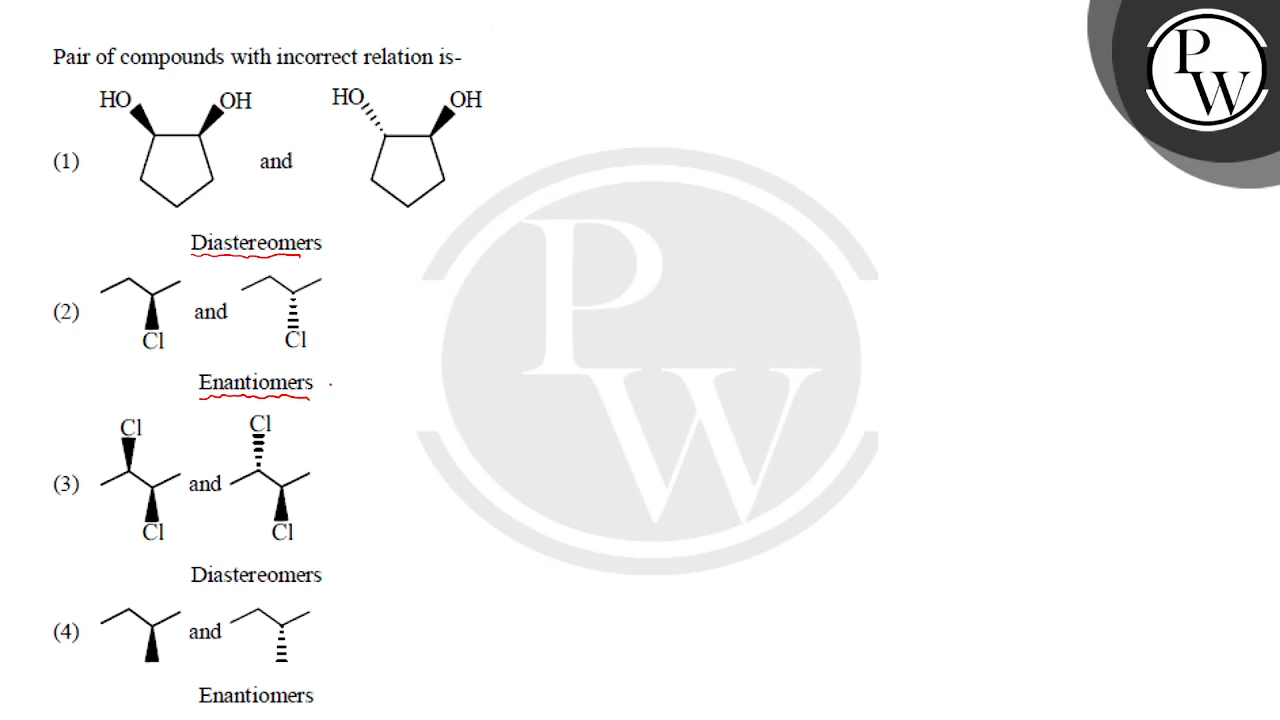 Pair of compounds with incorrect relation is-
HO OH HO OH
(1) and
Diastereomers
(2) and
Cl Cl
Enantiomers
Cl Cl
(3) and
Cl Cl
Diastereomers
(4) and
Enantiomers
P
W
P
W